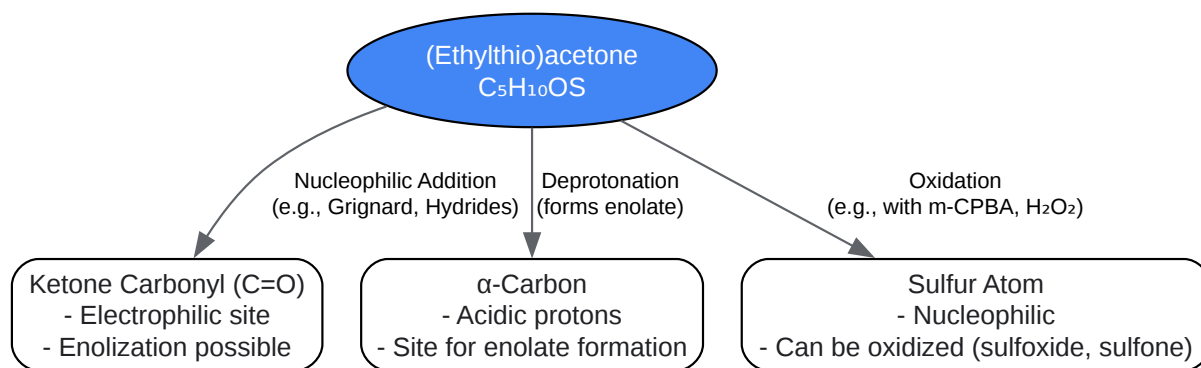 (Ethylthio)acetone
C₅H₁₀OS
Nucleophilic Addition
(e.g., Grignard, Hydrides)
Deprotonation
(forms enolate)
Oxidation
(e.g., with m-CPBA, H₂O₂)
Ketone Carbonyl (C=O)
- Electrophilic site
- Enolization possible
α-Carbon
- Acidic protons
- Site for enolate formation
Sulfur Atom
- Nucleophilic
- Can be oxidized (sulfoxide, sulfone)